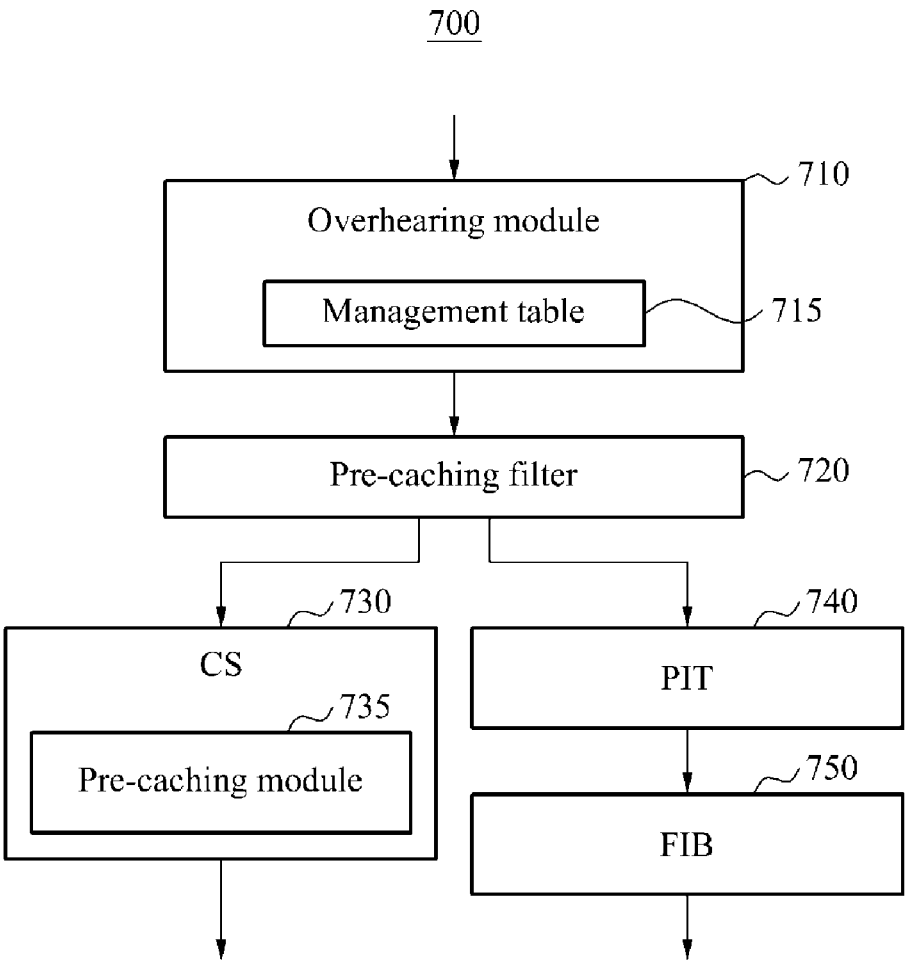 700
710
Overhearing module
Management table
715
Pre-caching filter
720
730
CS
735
Pre-caching module
740
PIT
750
FIB